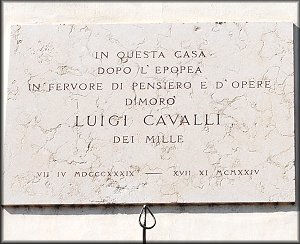 IN QUESTA CASA
DOPO L'EPOPEA
IN FERVORE DI PENSIERO E D'OPERE
DIMORÒ
LUIGI CAVALLI
DEI MILLE
VII IV MDCCCXXXIX — XVII XI MCMXXIV